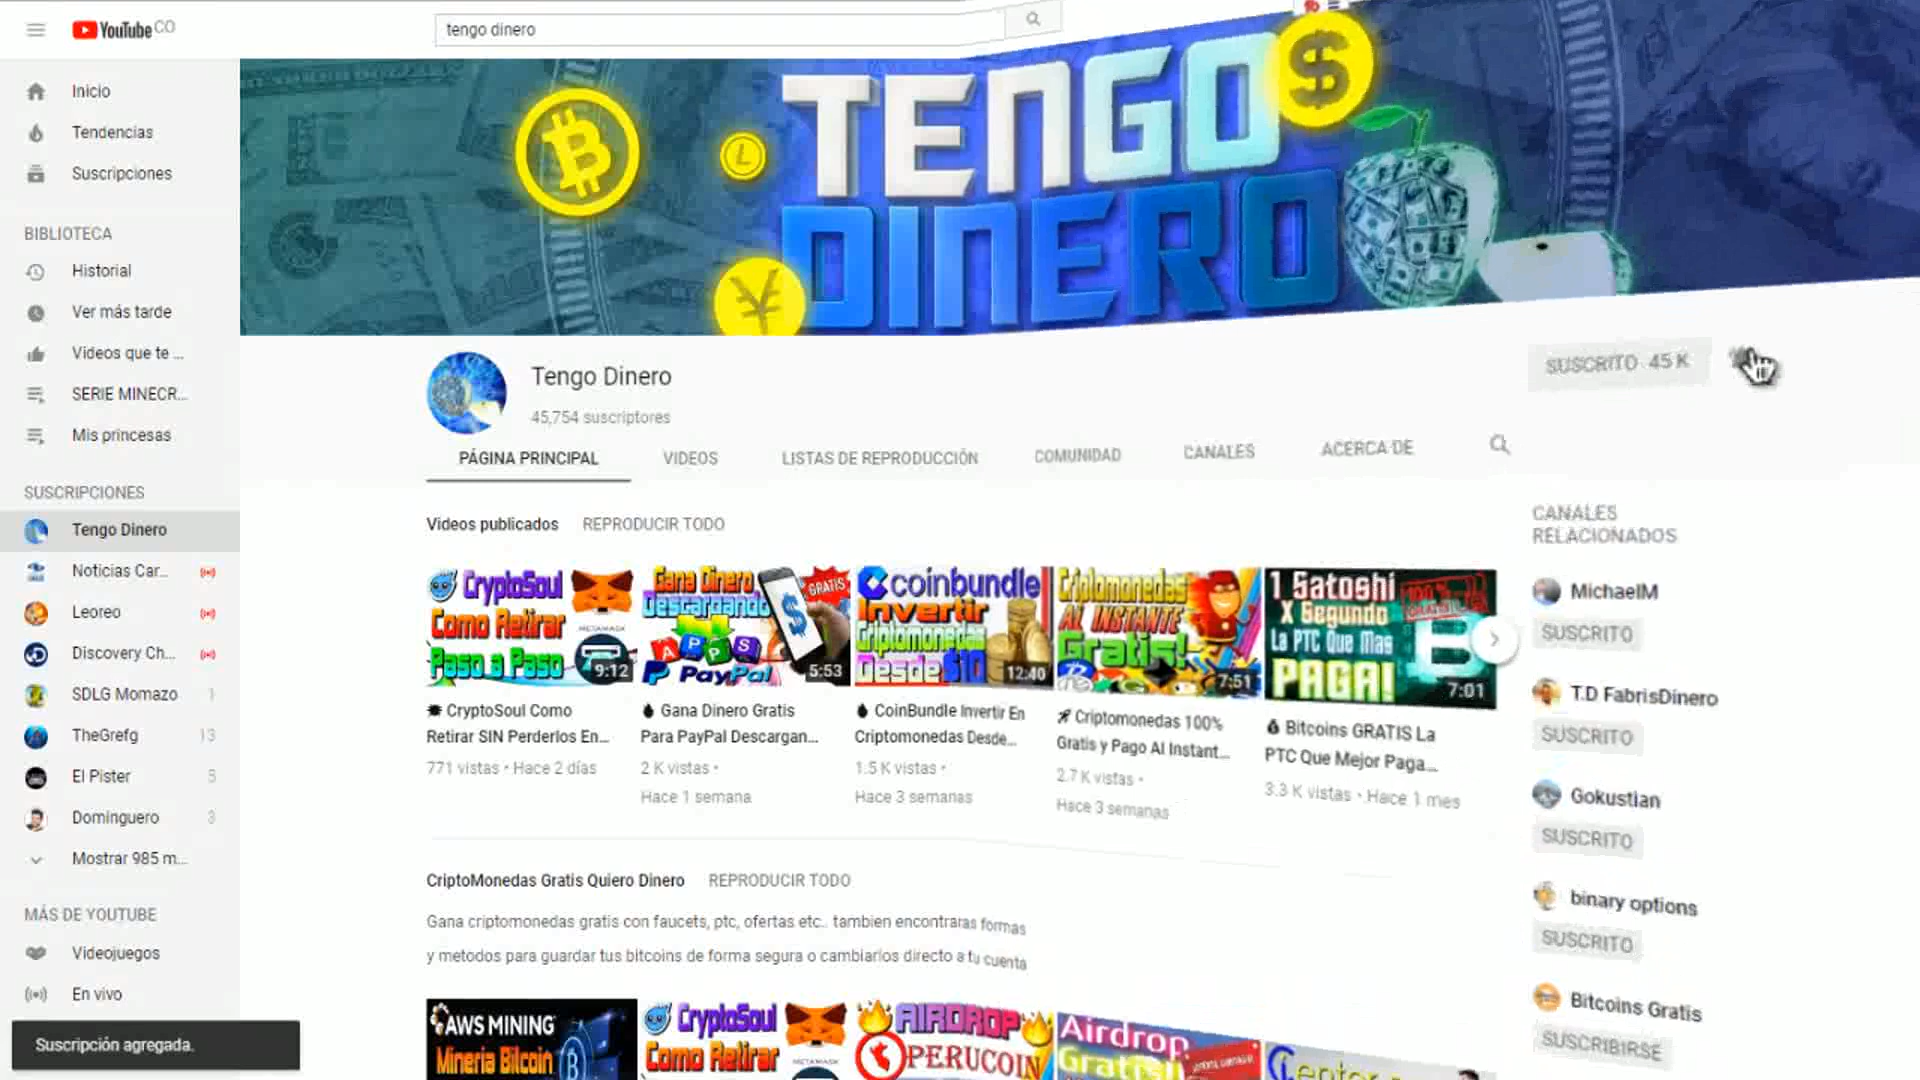 YouTube CO
tengo dinero
Inicio
Tendencias
Suscripciones
BIBLIOTECA
Historial
Ver más tarde
Videos que te ...
SERIE MINECR...
Mis princesas
SUSCRIPCIONES
Tengo Dinero
Noticias Car...
Leoreo
Discovery Ch...
SDLG Momazo 1
TheGrefg 13
El Pister 5
Dominguero 3
Mostrar 985 m...
MÁS DE YOUTUBE
Videojuegos
En vivo
Suscripción agregada.
TENGO
DINERO
Tengo Dinero
45,754 suscriptores
SUSCRITO 45 K
PÁGINA PRINCIPAL
VIDEOS
LISTAS DE REPRODUCCIÓN
COMUNIDAD
CANALES
ACERCA DE
Videos publicados REPRODUCIR TODO
CryptoSoul
Como Retirar
METAMASK
Paso a Paso
9:12
CryptoSoul Como
Retirar SIN Perderlos En...
771 vistas • Hace 2 días
Gana Dinero
GRATIS
Descargando
APPS
PayPal
5:53
Gana Dinero Gratis
Para PayPal Descargan...
2 K vistas •
Hace 1 semana
coinbundle
Invertir
Criptomonedas
Desde $10
12:40
CoinBundle Invertir En
Criptomonedas Desde...
1.5 K vistas •
Hace 3 semanas
Criptomonedas
AL INSTANTE
Gratis!
7:51
Criptomonedas 100%
Gratis y Pago Al Instant...
2.7 K vistas •
Hace 3 semanas
1 Satoshi
X Segundo
La PTC Que Mas
PAGA!
7:01
Bitcoins GRATIS La
PTC Que Mejor Paga...
3.3 K vistas • Hace 1 mes
CriptoMonedas Gratis Quiero Dinero REPRODUCIR TODO
Gana criptomonedas gratis con faucets, ptc, ofertas etc.. tambien encontraras formas
y metodos para guardar tus bitcoins de forma segura o cambiarlos directo a tu cuenta
AWS MINING
Mineria Bitcoin
CryptoSoul
Como Retirar
METAMASK
AIRDROP
PERUCOIN
Airdrop
Gratis
CANALES
RELACIONADOS
MichaelM
SUSCRITO
T.D FabrisDinero
SUSCRITO
Gokustian
SUSCRITO
binary options
SUSCRITO
Bitcoins Gratis
SUSCRIBIRSE